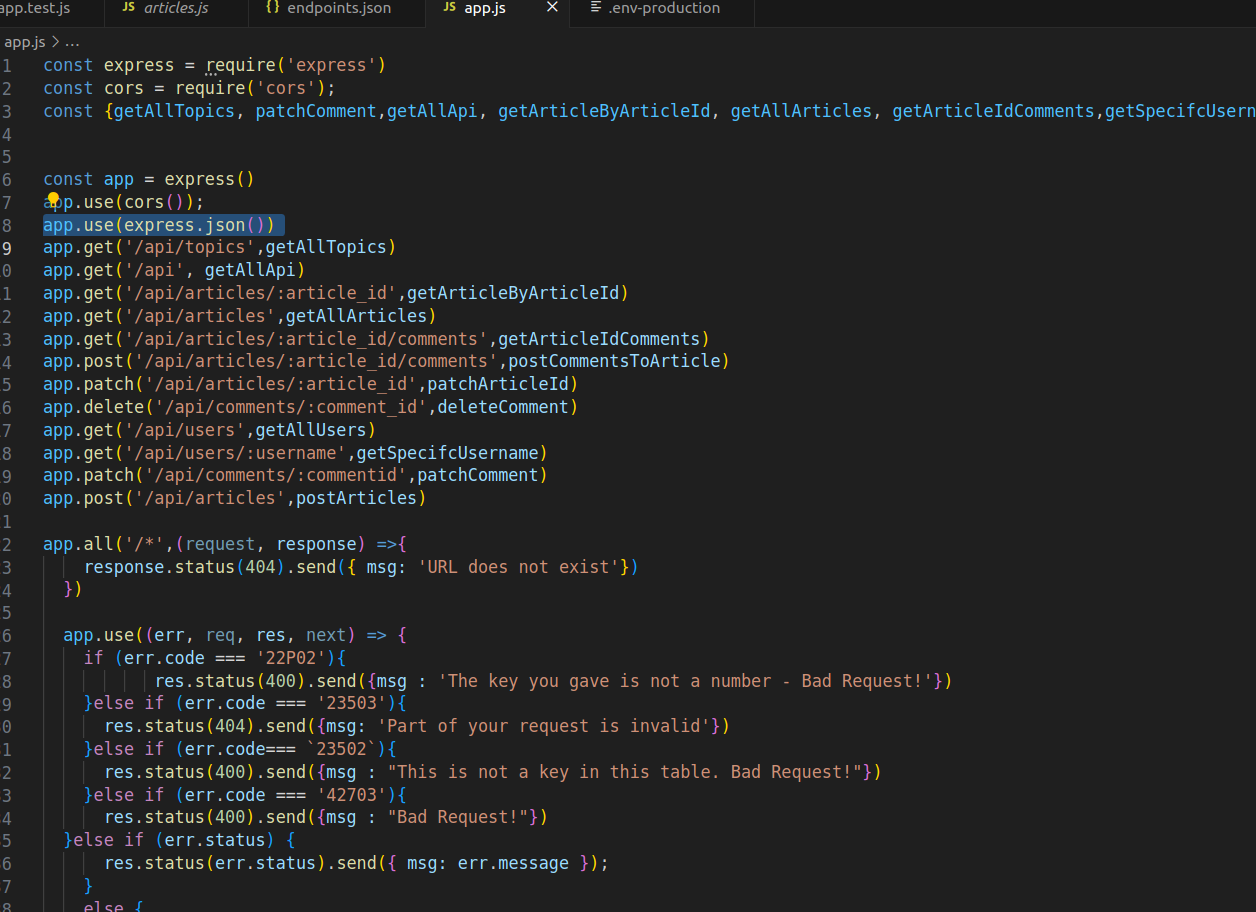 app.test.js JS articles.js {} endpoints.json JS app.js × .env-production
app.js > ...
1 const express = require('express')
2 const cors = require('cors');
3 const {getAllTopics, patchComment,getAllApi, getArticleByArticleId, getAllArticles, getArticleIdComments,getSpecifcUsern
4
5
6 const app = express()
7 app.use(cors());
8 app.use(express.json())
9 app.get('/api/topics',getAllTopics)
0 app.get('/api', getAllApi)
1 app.get('/api/articles/:article_id',getArticleByArticleId)
2 app.get('/api/articles',getAllArticles)
3 app.get('/api/articles/:article_id/comments',getArticleIdComments)
4 app.post('/api/articles/:article_id/comments',postCommentsToArticle)
5 app.patch('/api/articles/:article_id',patchArticleId)
6 app.delete('/api/comments/:comment_id',deleteComment)
7 app.get('/api/users',getAllUsers)
8 app.get('/api/users/:username',getSpecifcUsername)
9 app.patch('/api/comments/:commentid',patchComment)
0 app.post('/api/articles',postArticles)
1
2 app.all('/*',(request, response) =>{
3 response.status(404).send({ msg: 'URL does not exist'})
4 })
5
6 app.use((err, req, res, next) => {
7 if (err.code === '22P02'){
8 res.status(400).send({msg : 'The key you gave is not a number - Bad Request!'})
9 }else if (err.code === '23503'){
0 res.status(404).send({msg: 'Part of your request is invalid'})
1 }else if (err.code=== `23502`){
2 res.status(400).send({msg : "This is not a key in this table. Bad Request!"})
3 }else if (err.code === '42703'){
4 res.status(400).send({msg : "Bad Request!"})
5 }else if (err.status) {
6 res.status(err.status).send({ msg: err.message });
7 }
8 else {